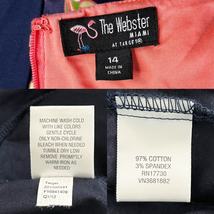 The Webster
MIAMI
AT TARGET®
14
MADE IN
CHINA
MACHINE WASH COLD
WITH LIKE COLORS
GENTLE CYCLE
ONLY NON-CHLORINE
BLEACH WHEN NEEDED
TUMBLE DRY LOW
REMOVE PROMPTLY
WARM IRON AS
NEEDED
97% COTTON
3% SPANDEX
RN17730
VN3681882